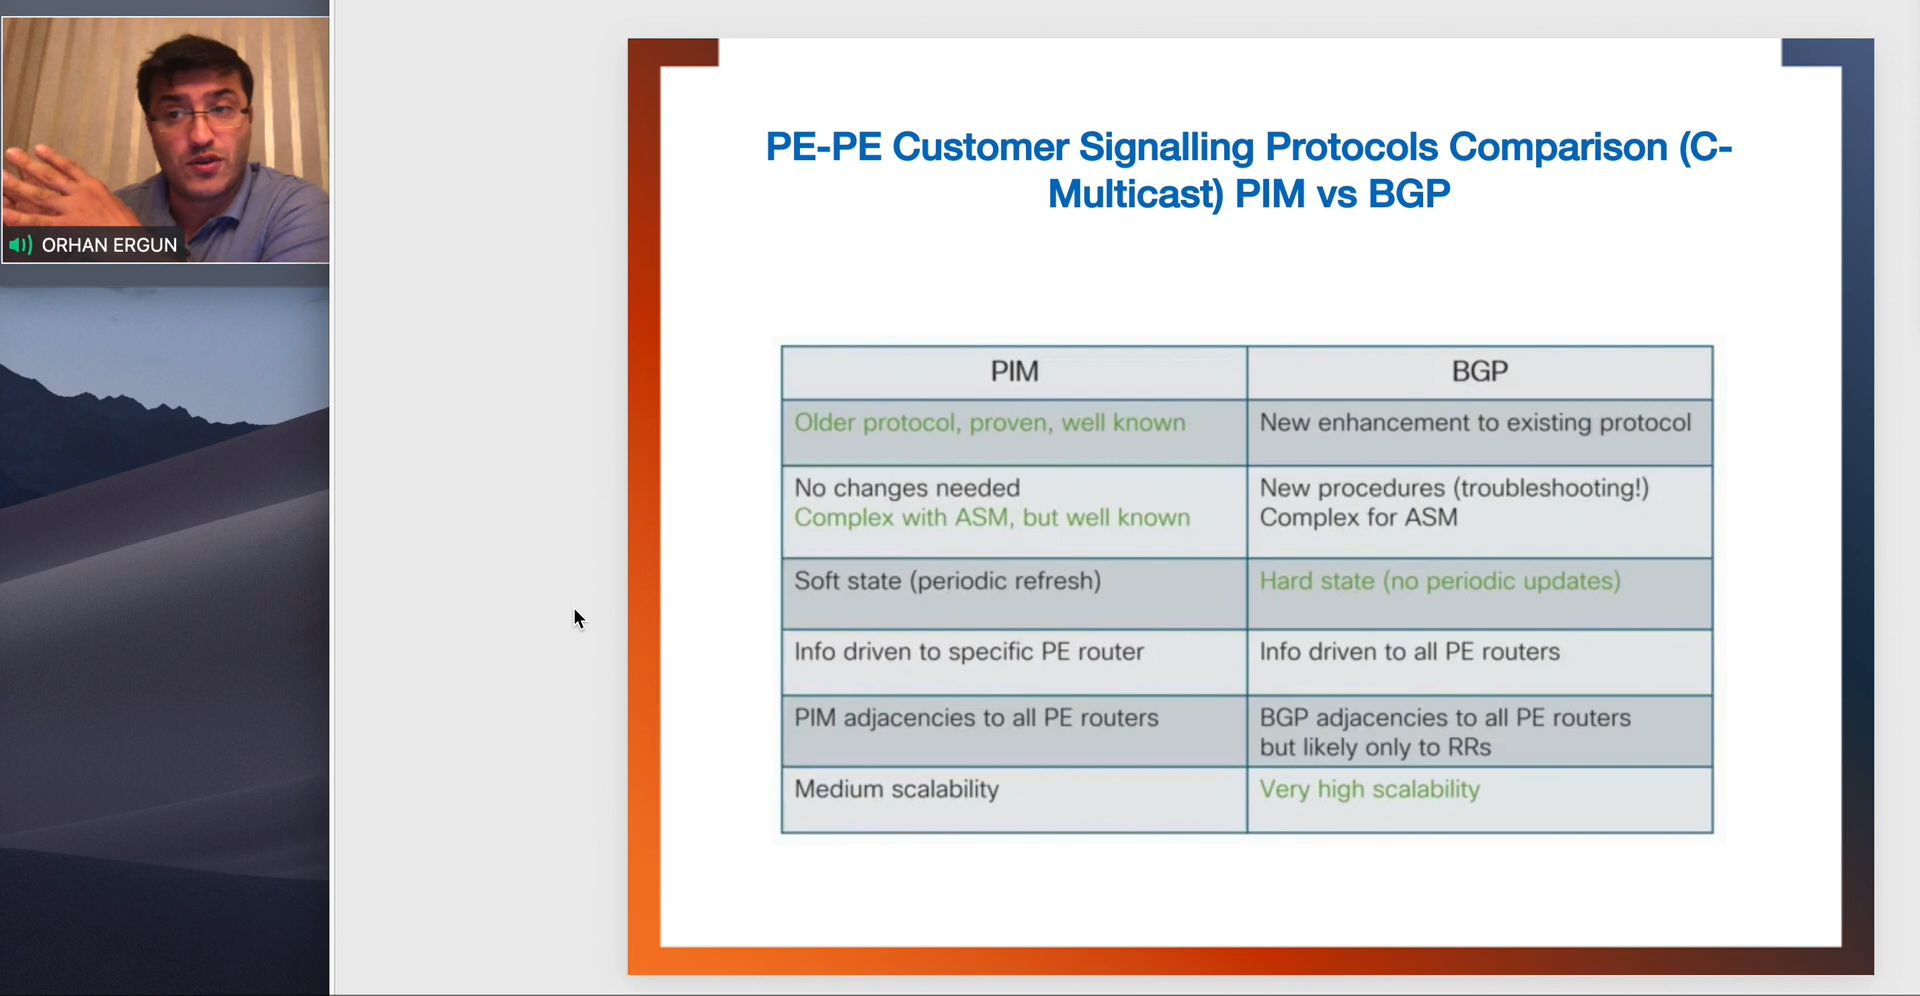 ORHAN ERGUN
PE-PE Customer Signalling Protocols Comparison (C-
Multicast) PIM vs BGP
PIM
BGP
Older protocol, proven, well known
New enhancement to existing protocol
No changes needed
Complex with ASM, but well known
New procedures (troubleshooting!)
Complex for ASM
Soft state (periodic refresh)
Hard state (no periodic updates)
Info driven to specific PE router
Info driven to all PE routers
PIM adjacencies to all PE routers
BGP adjacencies to all PE routers
but likely only to RRs
Medium scalability
Very high scalability